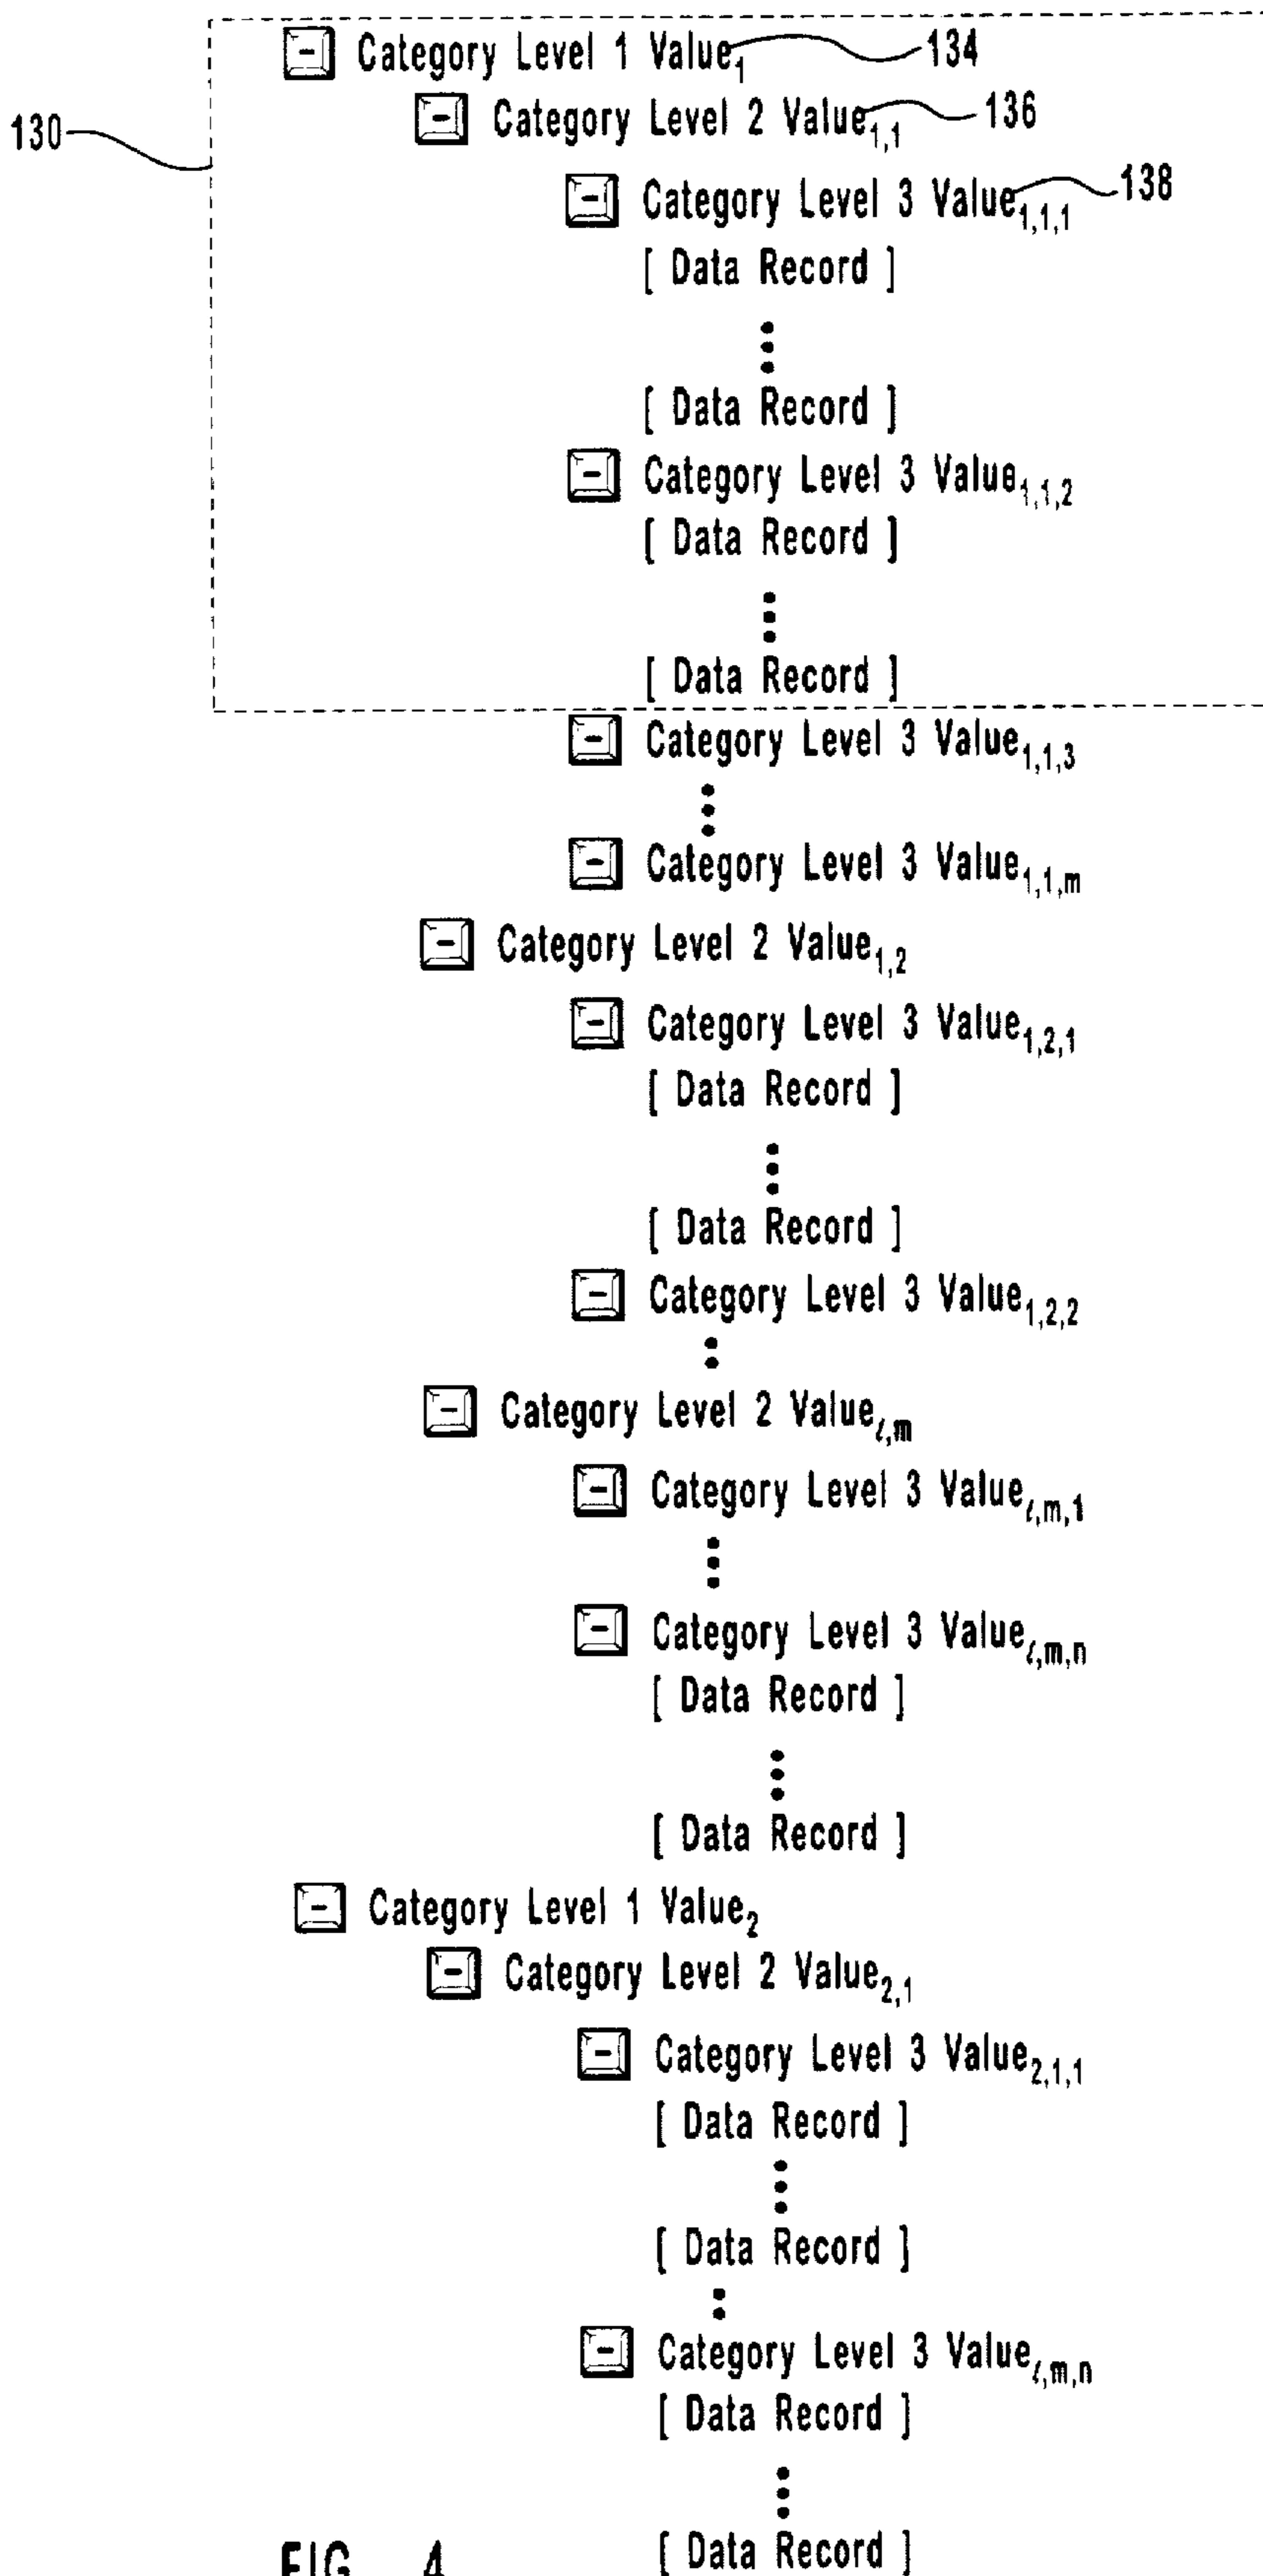 - Category Level 1 Value1 134
130
- Category Level 2 Value1,1 136
- Category Level 3 Value1,1,1 138
[ Data Record ]
[ Data Record ]
- Category Level 3 Value1,1,2
[ Data Record ]
[ Data Record ]
- Category Level 3 Value1,1,3
- Category Level 3 Value1,1,m
- Category Level 2 Value1,2
- Category Level 3 Value1,2,1
[ Data Record ]
[ Data Record ]
- Category Level 3 Value1,2,2
- Category Level 2 Valueℓ,m
- Category Level 3 Valueℓ,m,1
- Category Level 3 Valueℓ,m,n
[ Data Record ]
[ Data Record ]
- Category Level 1 Value2
- Category Level 2 Value2,1
- Category Level 3 Value2,1,1
[ Data Record ]
[ Data Record ]
- Category Level 3 Valueℓ,m,n
[ Data Record ]
[ Data Record ]
FIG. 4